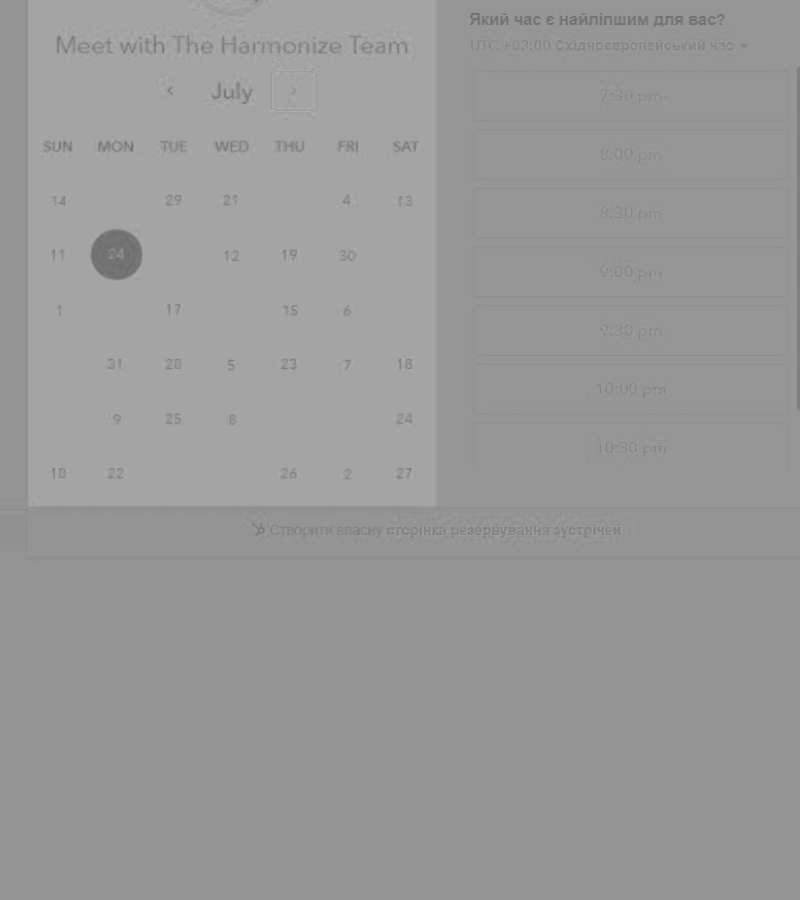 Meet with The Harmonize Team
‹ July ›
SUN MON TUE WED THU FRI SAT
14 29 21 4 13
11 24 12 19 30
1 17 15 6
31 20 5 23 7 18
9 25 8 24
10 22 26 2 27
Який час є найліпшим для вас?
UTC +03:00 Східноєвропейський час
7:30 pm
8:00 pm
8:30 pm
9:00 pm
9:30 pm
10:00 pm
10:30 pm
Створити власну сторінка резервування зустрічей